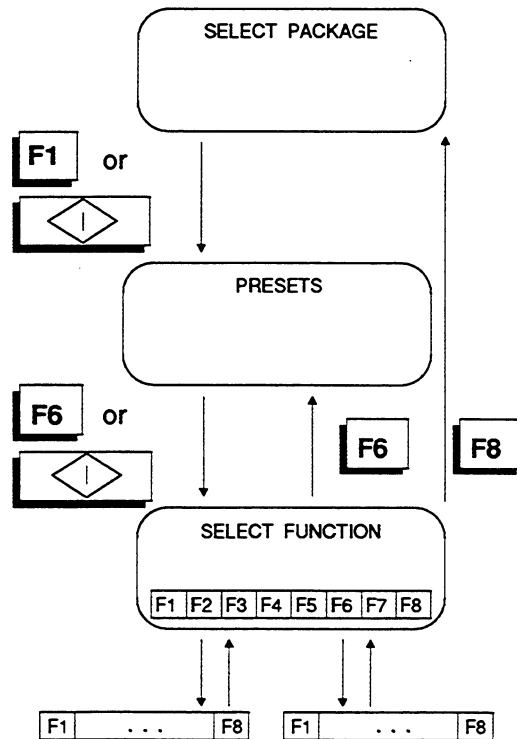 SELECT PACKAGE
F1 or
|
PRESETS
F6 or
|
F6 F8
SELECT FUNCTION
F1 F2 F3 F4 F5 F6 F7 F8
F1 . . . F8 F1 . . . F8